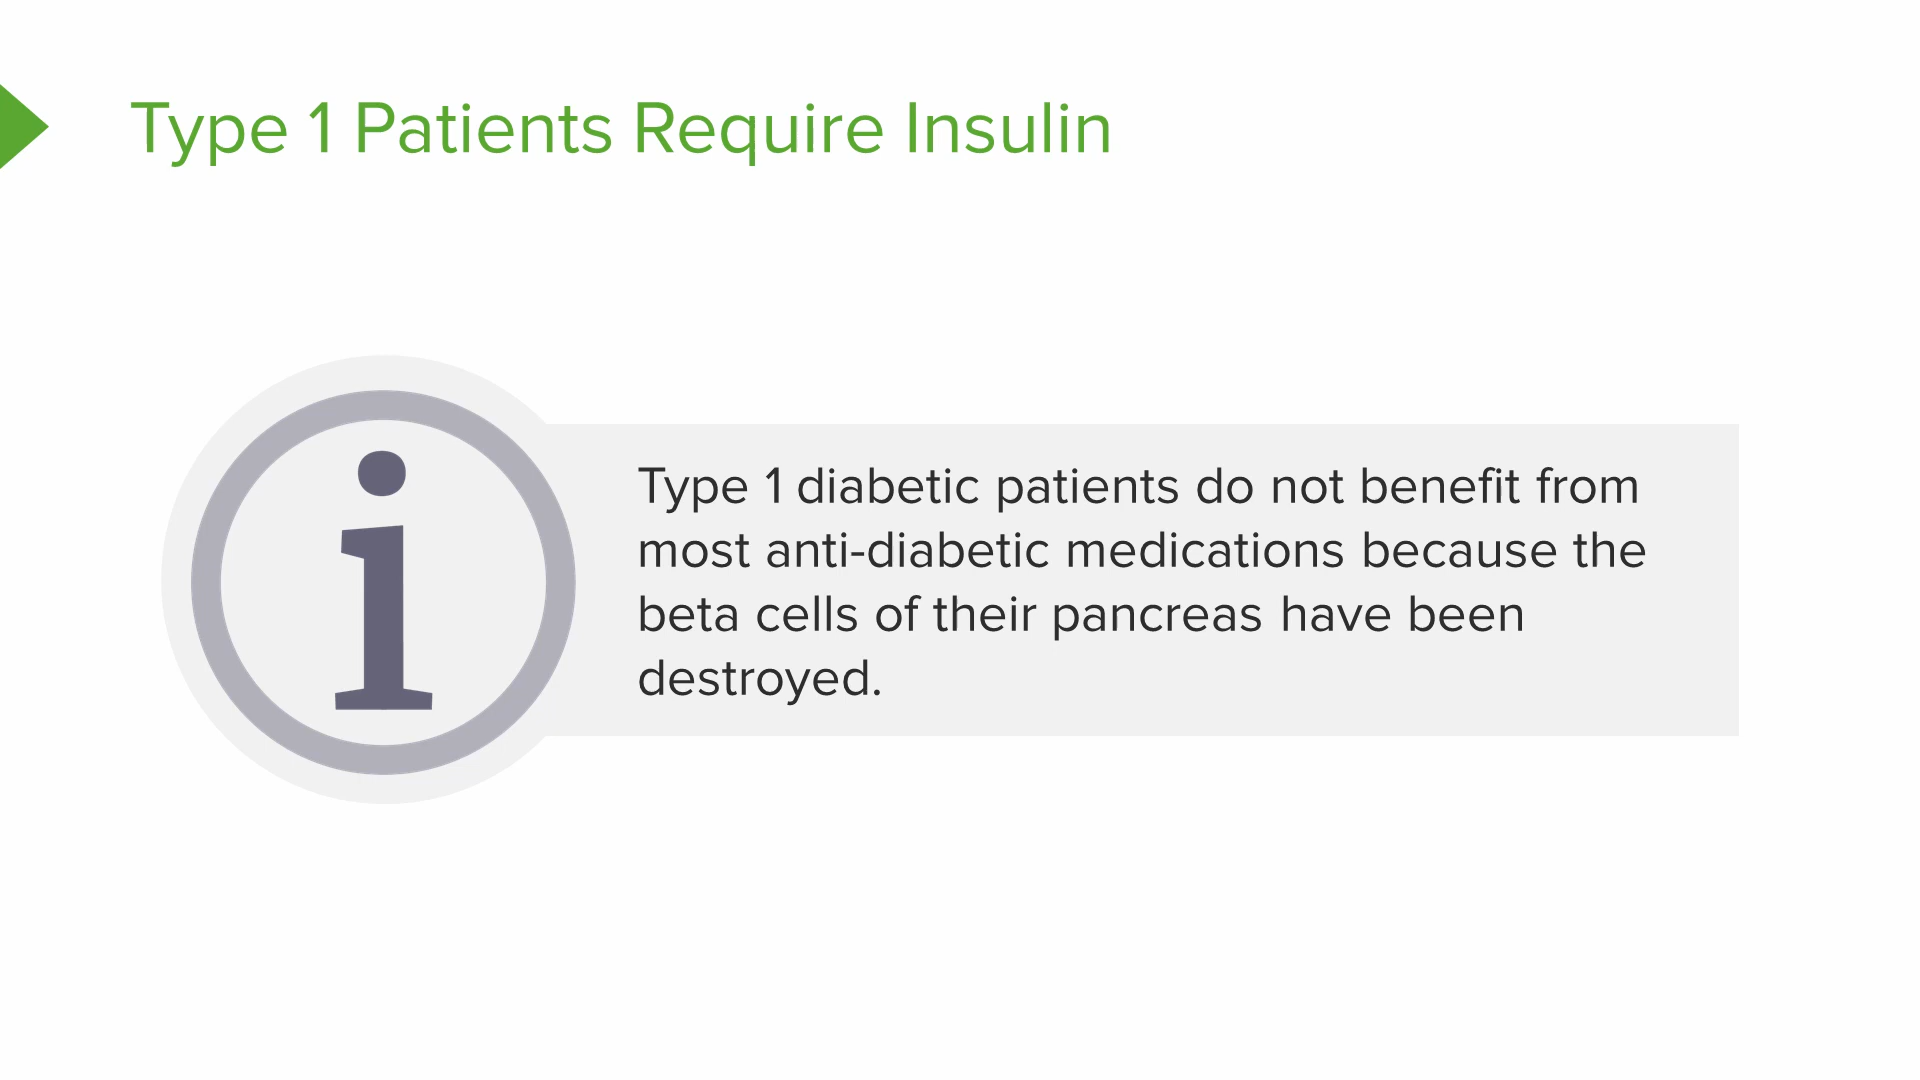 Type 1 Patients Require Insulin
Type 1 diabetic patients do not benefit from
most anti-diabetic medications because the
beta cells of their pancreas have been
destroyed.